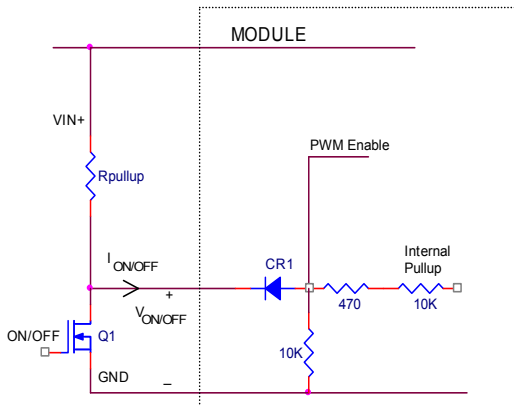 MODULE
VIN+
PWM Enable
Rpullup
Internal
Pullup
I ON/OFF
CR1
+
V ON/OFF
470
10K
ON/OFF
Q1
10K
GND
–